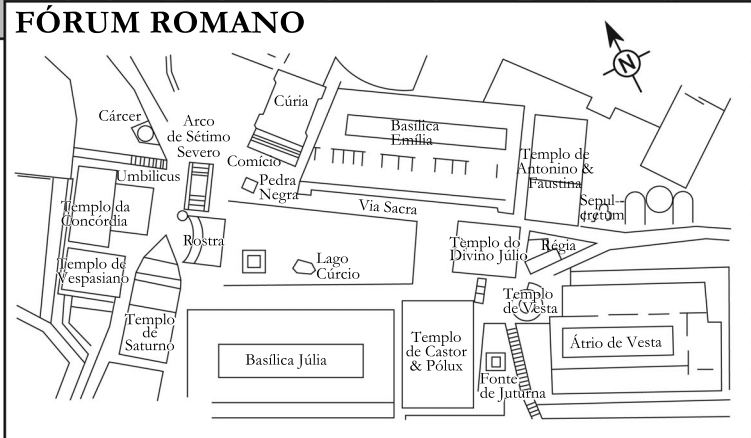 FÓRUM ROMANO
N
Cúria
Cárcer
Arco
de Sétimo
Severo
Basílica
Emília
Comício
Templo de
Antonino &
Faustina
Umbilicus
Pedra
Negra
Via Sacra
Sepul--
cretum
Templo da
Concórdia
Rostra
Templo do
Divino Júlio
Régia
Lago
Cúrcio
Templo de
Vespasiano
Templo
de Vesta
Templo
de
Saturno
Basílica Júlia
Templo
de Castor
& Pólux
Átrio de Vesta
Fonte
de Juturna